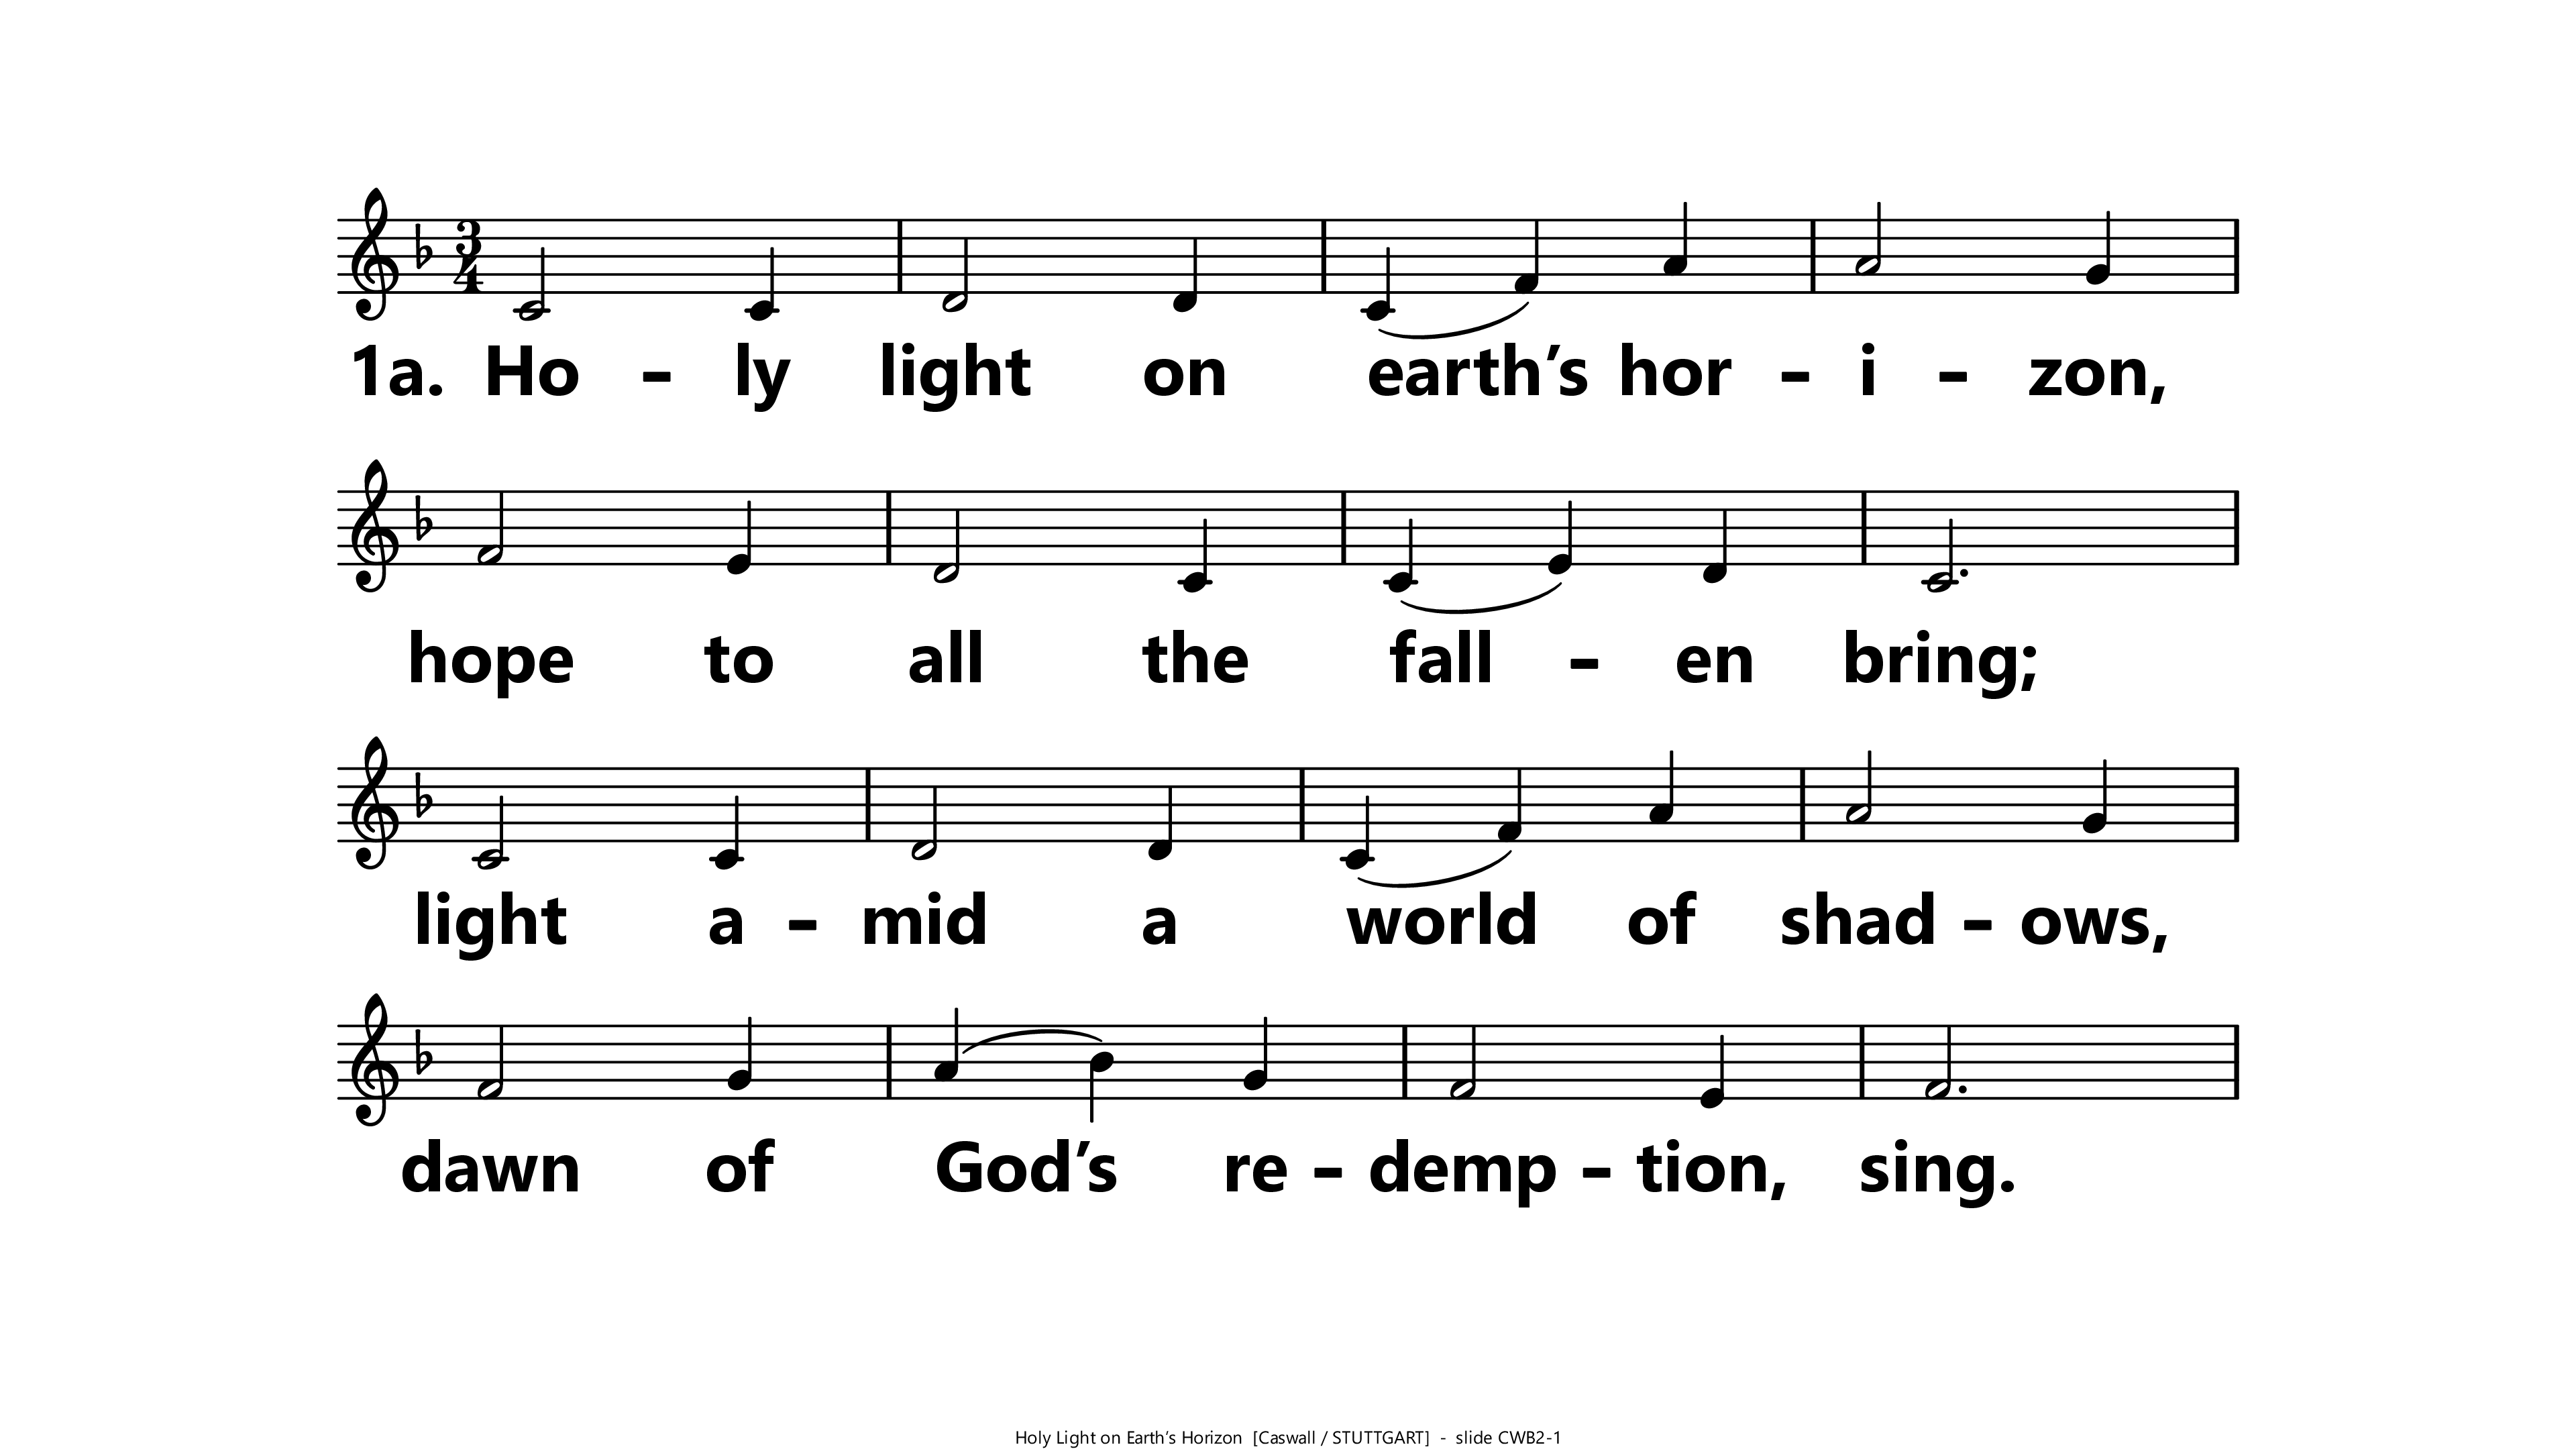 1a. Ho - ly light on earth’s hor - i - zon,
hope to all the fall - en bring;
light a - mid a world of shad - ows,
dawn of God’s re - demp - tion, sing.
Holy Light on Earth’s Horizon [Caswall / STUTTGART] - slide CWB2-1